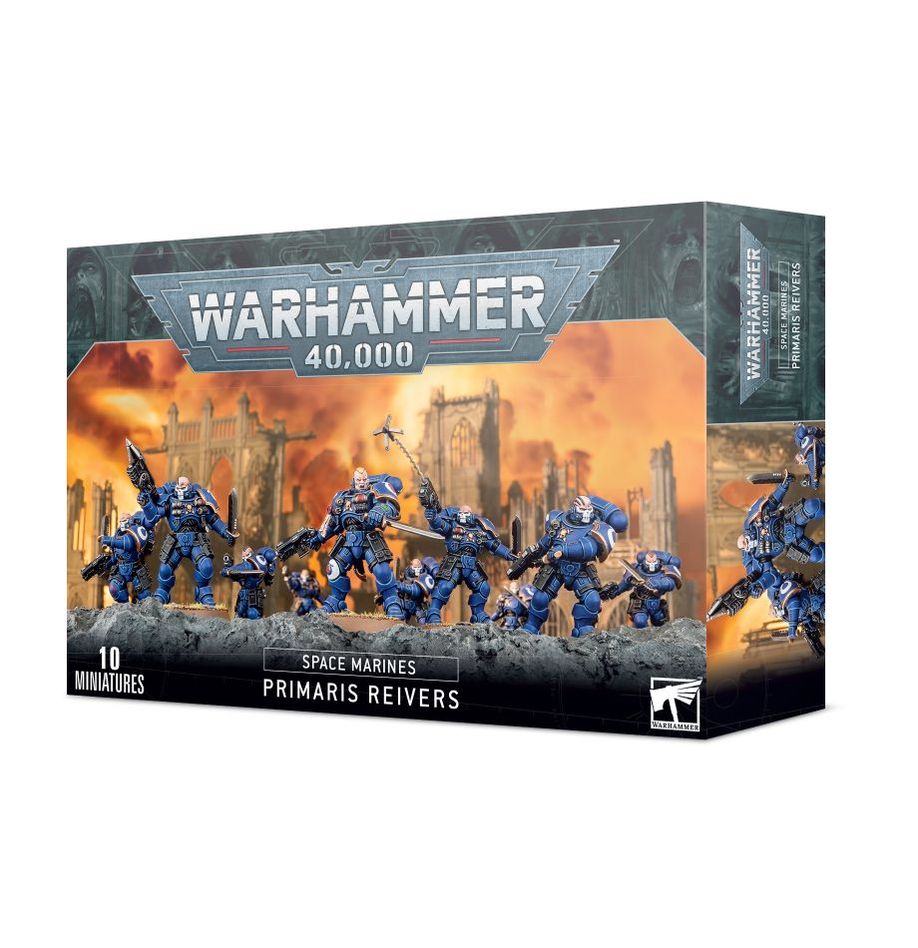 WARHAMMER
40,000
10
MINIATURES
SPACE MARINES
PRIMARIS REIVERS
WARHAMMER
WARHAMMER
40,000
SPACE MARINES
PRIMARIS REIVERS